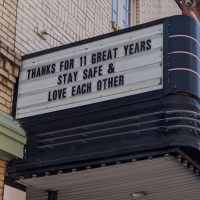 THANKS FOR 11 GREAT YEARS
STAY SAFE &
LOVE EACH OTHER